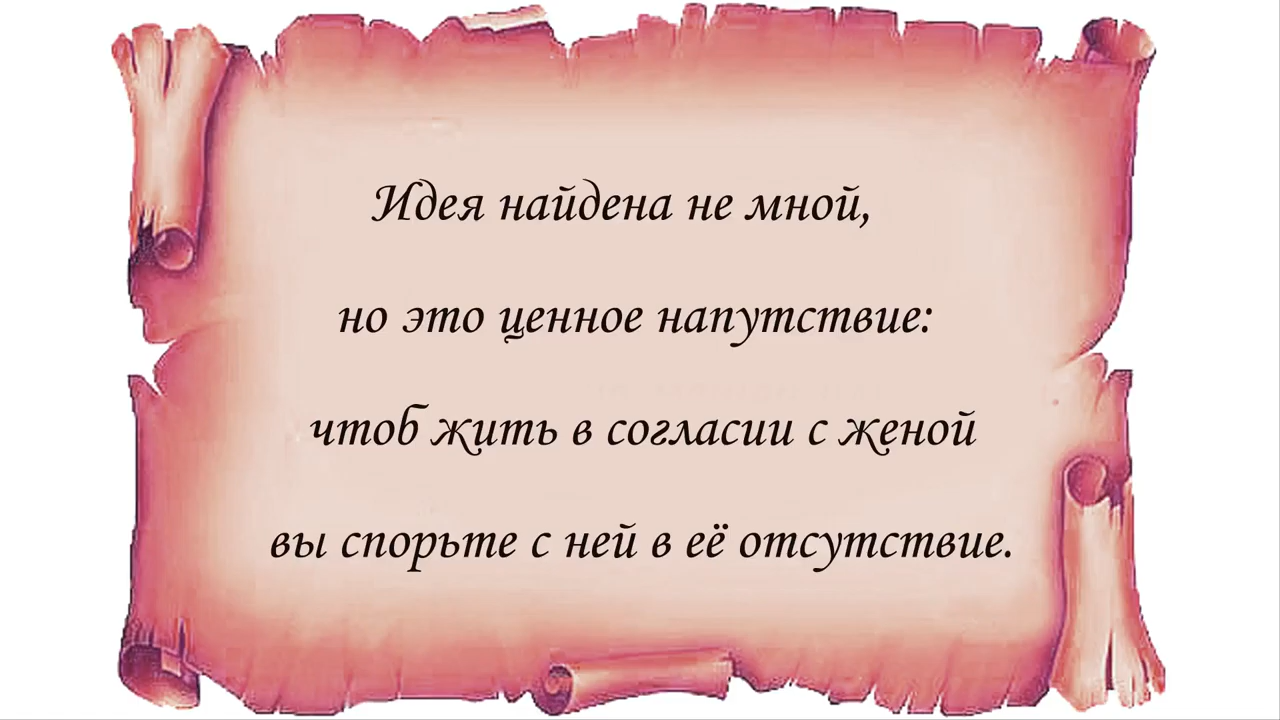 Идея найдена не мной,
но это ценное напутствие:
чтоб жить в согласии с женой
вы спорьте с ней в её отсутствие.